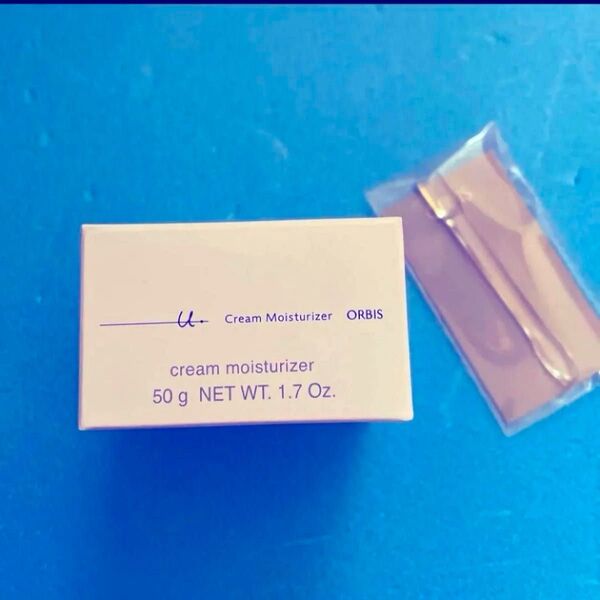 u. Cream Moisturizer ORBIS
cream moisturizer
50 g NET WT. 1.7 Oz.